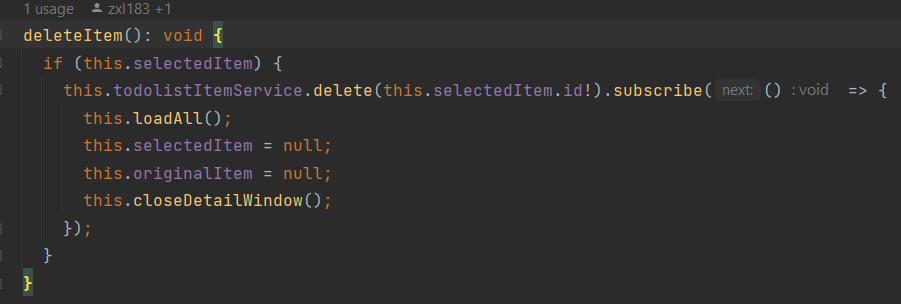 1 usage zxl183 +1
deleteItem(): void {
if (this.selectedItem) {
this.todolistItemService.delete(this.selectedItem.id!).subscribe( next: () : void => {
this.loadAll();
this.selectedItem = null;
this.originalItem = null;
this.closeDetailWindow();
});
}
}